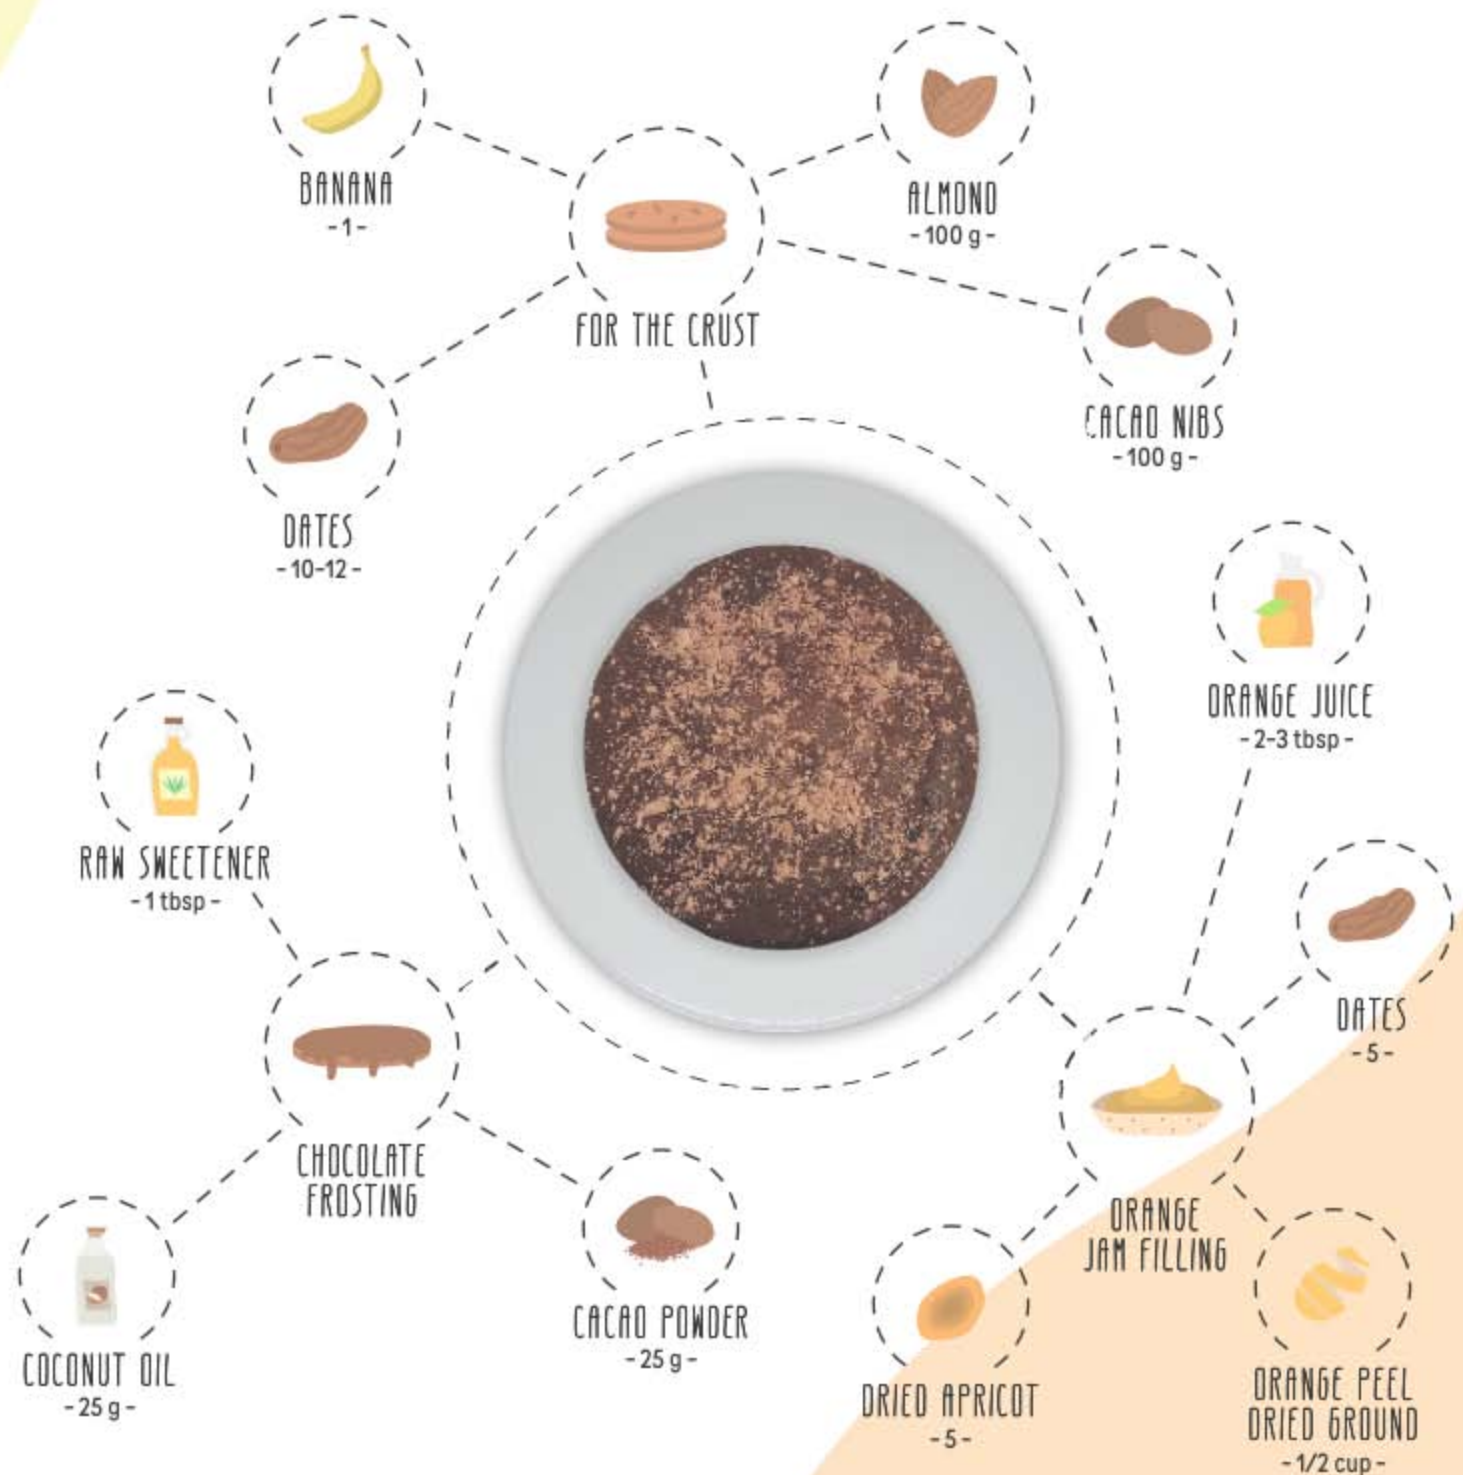 BANANA
-1-
ALMOND
-100 g-
FOR THE CRUST
CACAO NIBS
-100 g-
DATES
-10-12-
ORANGE JUICE
-2-3 tbsp-
RAW SWEETENER
-1 tbsp-
DATES
-5-
CHOCOLATE
FROSTING
ORANGE
JAM FILLING
CACAO POWDER
-25 g-
COCONUT OIL
-25 g-
DRIED APRICOT
-5-
ORANGE PEEL
DRIED GROUND
-1/2 cup-